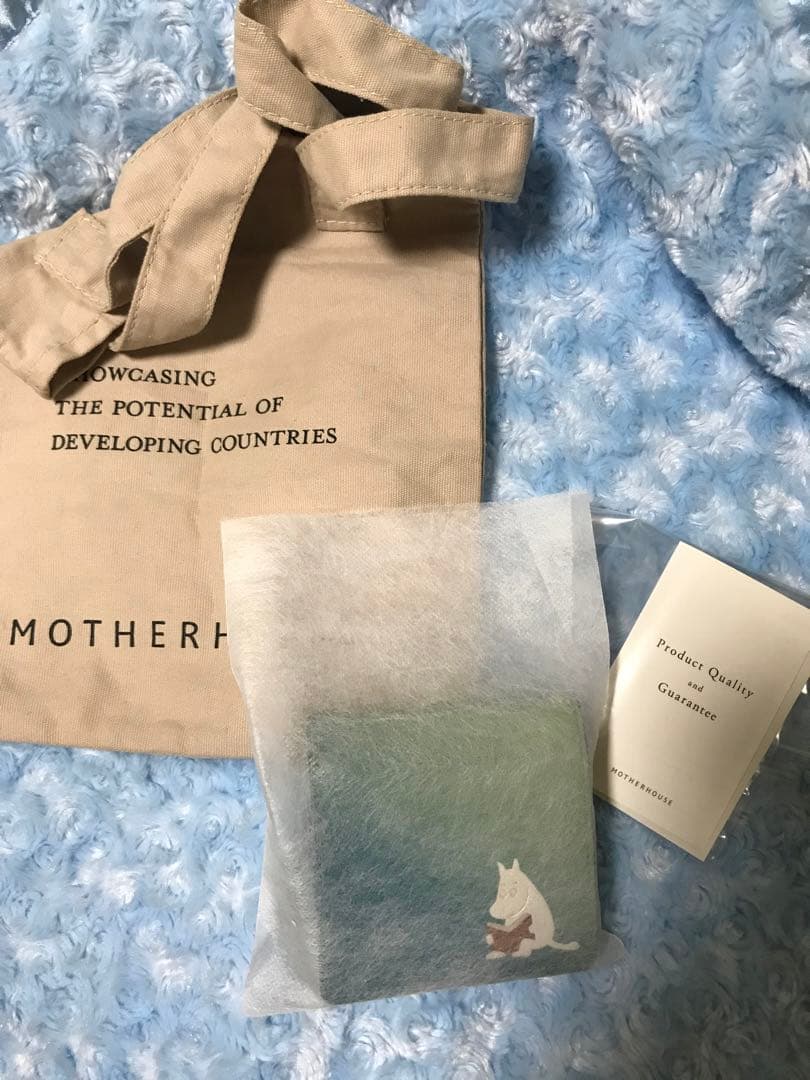 HOWCASING
THE POTENTIAL OF
DEVELOPING COUNTRIES
MOTHERH
Product Quality
and
Guarantee
MOTHERHOUSE